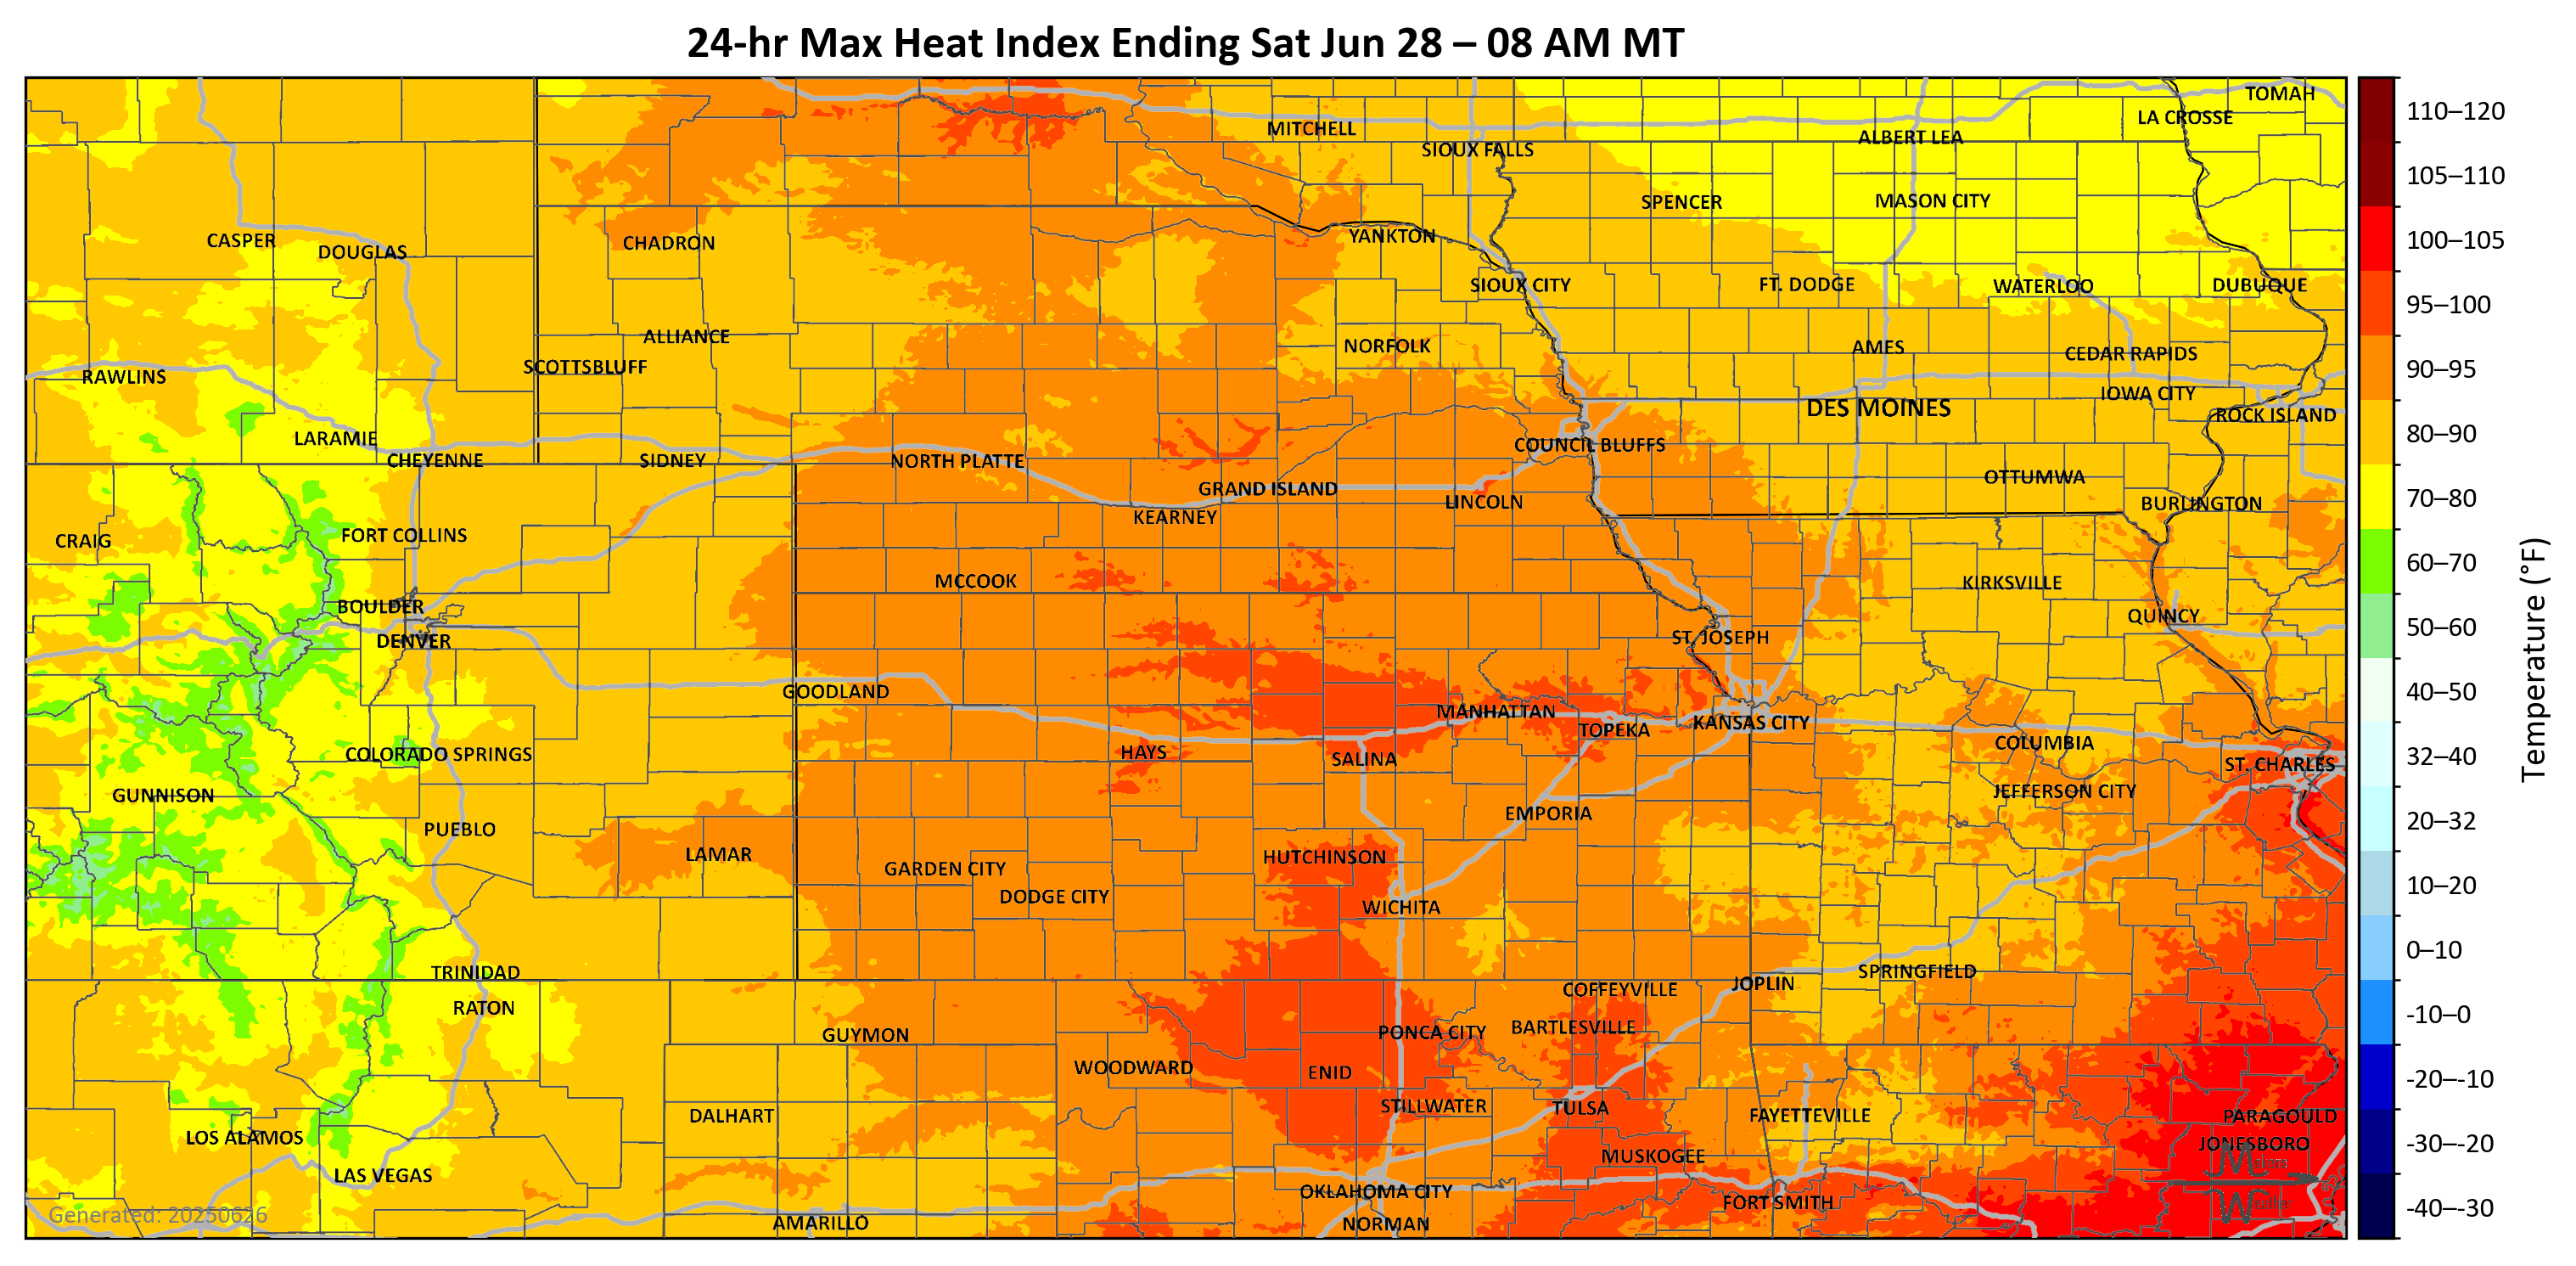 24-hr Max Heat Index Ending Sat Jun 28 – 08 AM MT
TOMAH
LA CROSSE
MITCHELL
ALBERT LEA
SIOUX FALLS
SPENCER
MASON CITY
CASPER
DOUGLAS
CHADRON
YANKTON
SIOUX CITY
FT. DODGE
WATERLOO
DUBUQUE
ALLIANCE
NORFOLK
AMES
CEDAR RAPIDS
SCOTTSBLUFF
RAWLINS
IOWA CITY
DES MOINES
ROCK ISLAND
LARAMIE
COUNCIL BLUFFS
CHEYENNE
SIDNEY
NORTH PLATTE
OTTUMWA
GRAND ISLAND
LINCOLN
BURLINGTON
KEARNEY
CRAIG
FORT COLLINS
MCCOOK
KIRKSVILLE
BOULDER
QUINCY
DENVER
ST. JOSEPH
GOODLAND
MANHATTAN
TOPEKA
KANSAS CITY
COLORADO SPRINGS
HAYS
SALINA
COLUMBIA
ST. CHARLES
GUNNISON
JEFFERSON CITY
EMPORIA
PUEBLO
LAMAR
HUTCHINSON
GARDEN CITY
DODGE CITY
WICHITA
TRINIDAD
SPRINGFIELD
JOPLIN
COFFEYVILLE
RATON
GUYMON
PONCA CITY
BARTLESVILLE
WOODWARD
ENID
DALHART
STILLWATER
TULSA
FAYETTEVILLE
PARAGOULD
LOS ALAMOS
JONESBORO
MUSKOGEE
LAS VEGAS
OKLAHOMA CITY
FORT SMITH
AMARILLO
NORMAN
Generated: 20250626
110–120
105–110
100–105
95–100
90–95
80–90
70–80
60–70
50–60
40–50
32–40
20–32
10–20
0–10
-10–0
-20–-10
-30–-20
-40–-30
Temperature (°F)